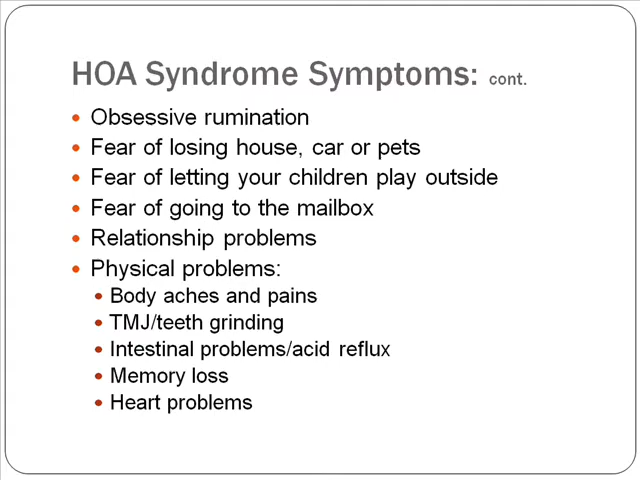 HOA Syndrome Symptoms: cont.
• Obsessive rumination
• Fear of losing house, car or pets
• Fear of letting your children play outside
• Fear of going to the mailbox
• Relationship problems
• Physical problems:
• Body aches and pains
• TMJ/teeth grinding
• Intestinal problems/acid reflux
• Memory loss
• Heart problems